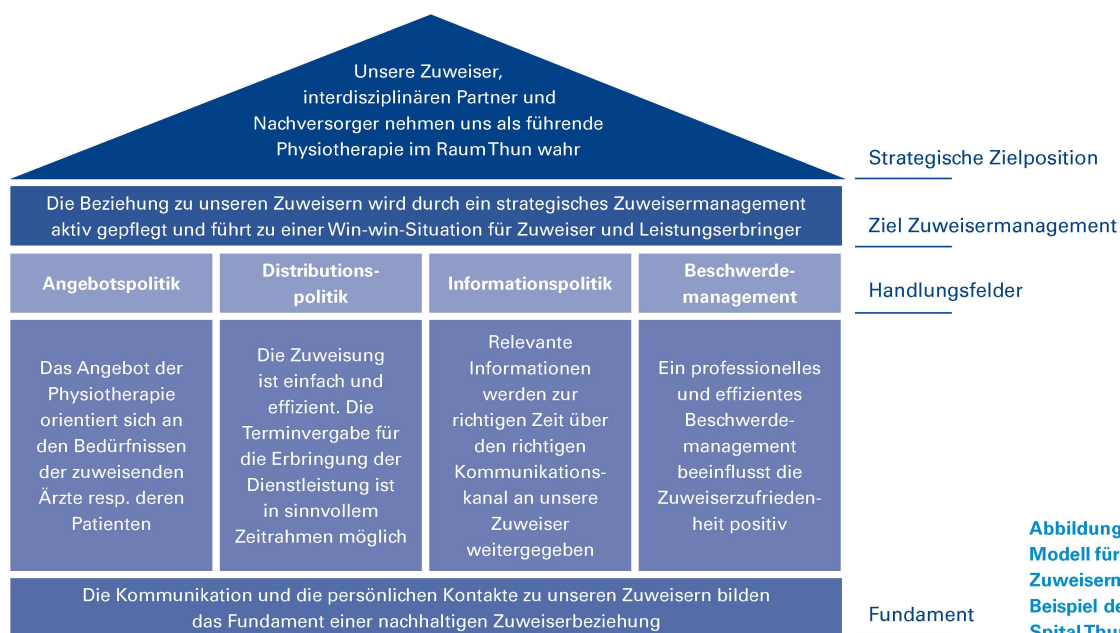 Unsere Zuweiser,
interdisziplinären Partner und
Nachversorger nehmen uns als führende
Physiotherapie im Raum Thun wahr
Strategische Zielposition
Die Beziehung zu unseren Zuweisern wird durch ein strategisches Zuweisermanagement
aktiv gepflegt und führt zu einer Win-win-Situation für Zuweiser und Leistungserbringer
Ziel Zuweisermanagement
Angebotspolitik
Distributions-
politik
Informationspolitik
Beschwerde-
management
Handlungsfelder
Das Angebot der
Physiotherapie
orientiert sich an
den Bedürfnissen
der zuweisenden
Ärzte resp. deren
Patienten
Die Zuweisung
ist einfach und
effizient. Die
Terminvergabe für
die Erbringung der
Dienstleistung ist
in sinnvollem
Zeitrahmen möglich
Relevante
Informationen
werden zur
richtigen Zeit über
den richtigen
Kommunikations-
kanal an unsere
Zuweiser
weitergegeben
Ein professionelles
und effizientes
Beschwerde-
management
beeinflusst die
Zuweiserzufrieden-
heit positiv
Die Kommunikation und die persönlichen Kontakte zu unseren Zuweisern bilden
das Fundament einer nachhaltigen Zuweiserbeziehung
Fundament
Abbildung
Modell für
Beispiel